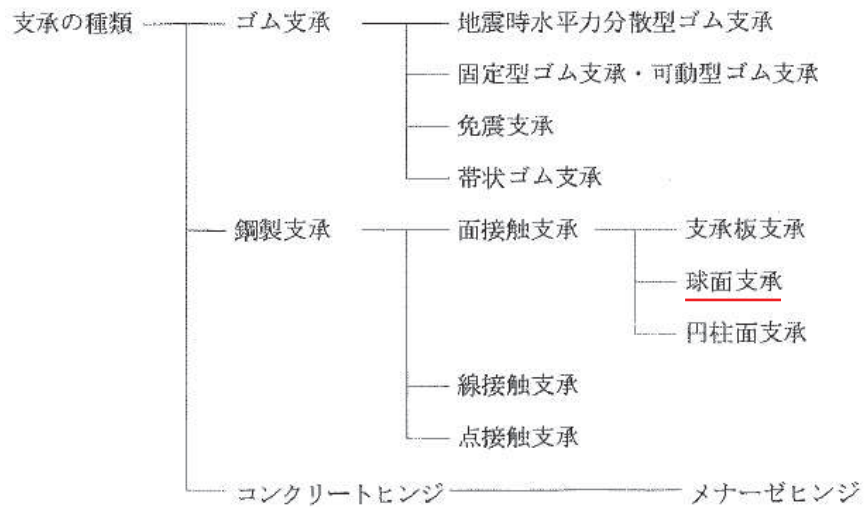 支承の種類 ゴム支承 地震時水平力分散型ゴム支承
固定型ゴム支承・可動型ゴム支承
免震支承
帯状ゴム支承
鋼製支承 面接触支承 支承板支承
球面支承
円柱面支承
線接触支承
点接触支承
コンクリートヒンジ メナーゼヒンジ